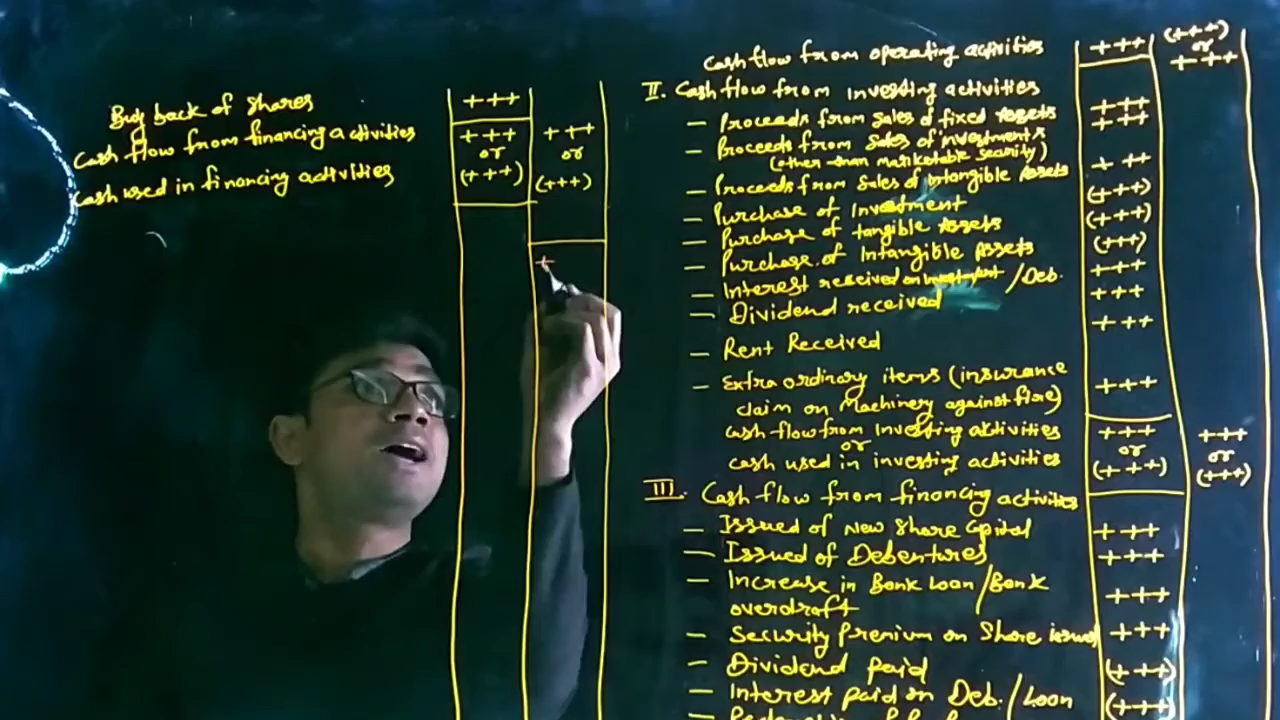 Buy back of shares +++
Cash flow from financing activities +++ +++
or or
Cash used in financing activities (+++) (+++)
+
Cash flow from operating activities +++ (+++)
or
+++
II. Cash flow from investing activities
- Proceeds from sales of fixed Assets +++
- Proceeds from Sales of investments +++
(other than marketable security)
- Proceeds from Sales of Intangible Assets +++
- Purchase of Investment (+++)
- Purchase of tangible Assets (+++)
- Purchase of Intangible Assets (+++)
- Interest received on /Deb. +++
- Dividend received +++
- Rent Received +++
- Extra ordinary items (insurance
claim on Machinery against fire) +++
Cash flow from Investing activities +++ +++
or or or
cash used in investing activities (+++) (+++)
III. Cash flow from financing activities
- Issued of New Share Capital +++
- Issued of Debentures +++
- Increase in Bank Loan/Bank
overdraft +++
- Security Premium on Share issued +++
- Dividend paid (+++)
- Interest paid on Deb./Loan (+++)